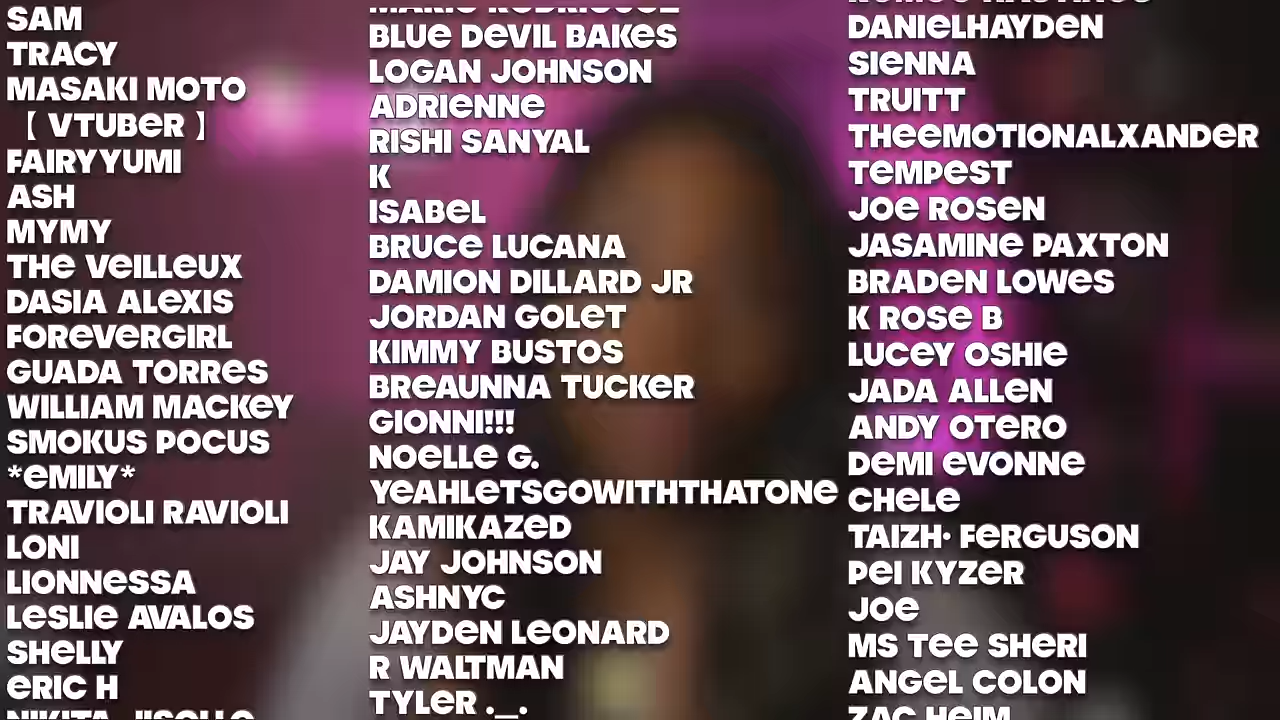 SAM
TRACY
MASAKI MOTO
【 VTUBER 】
FAIRYYUMI
ASH
MYMY
THE VEILLEUX
DASIA ALEXIS
FOREVERGIRL
GUADA TORRES
WILLIAM MACKEY
SMOKUS POCUS
*EMILY*
TRAVIOLI RAVIOLI
LONI
LIONNESSA
LESLIE AVALOS
SHELLY
ERIC H
BLUE DEVIL BAKES
LOGAN JOHNSON
ADRIENNE
RISHI SANYAL
K
ISABEL
BRUCE LUCANA
DAMION DILLARD JR
JORDAN GOLET
KIMMY BUSTOS
BREAUNNA TUCKER
GIONNI!!!
NOELLE G.
YEAHLETSGOWITHTHATONE
KAMIKAZED
JAY JOHNSON
ASHNYC
JAYDEN LEONARD
R WALTMAN
TYLER ._.
DANIELHAYDEN
SIENNA
TRUITT
THEEMOTIONALXANDER
TEMPEST
JOE ROSEN
JASAMINE PAXTON
BRADEN LOWES
K ROSE B
LUCEY OSHIE
JADA ALLEN
ANDY OTERO
DEMI EVONNE
CHELE
TAIZH• FERGUSON
PEI KYZER
JOE
MS TEE SHERI
ANGEL COLON
ZAC HEIM